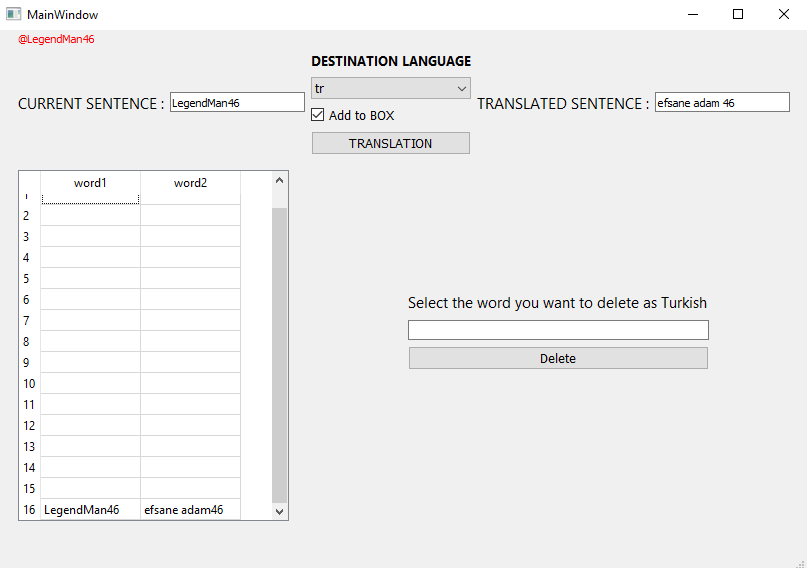 MainWindow
@LegendMan46
DESTINATION LANGUAGE
tr
CURRENT SENTENCE : LegendMan46
TRANSLATED SENTENCE : efsane adam 46
Add to BOX
TRANSLATION
word1 word2
1
2
3
4
5
6
7
8
9
10
11
12
13
14
15
16 LegendMan46 efsane adam46
Select the word you want to delete as Turkish
Delete